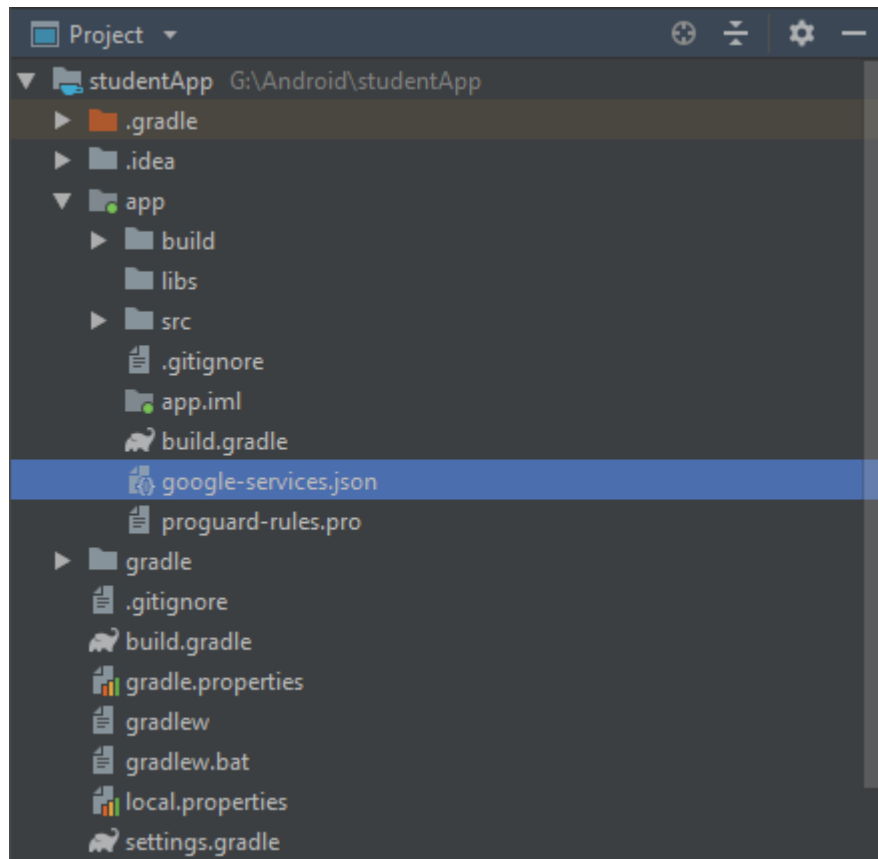 Project
studentApp G:\Android\studentApp
.gradle
.idea
app
build
libs
src
.gitignore
app.iml
build.gradle
google-services.json
proguard-rules.pro
gradle
.gitignore
build.gradle
gradle.properties
gradlew
gradlew.bat
local.properties
settings.gradle